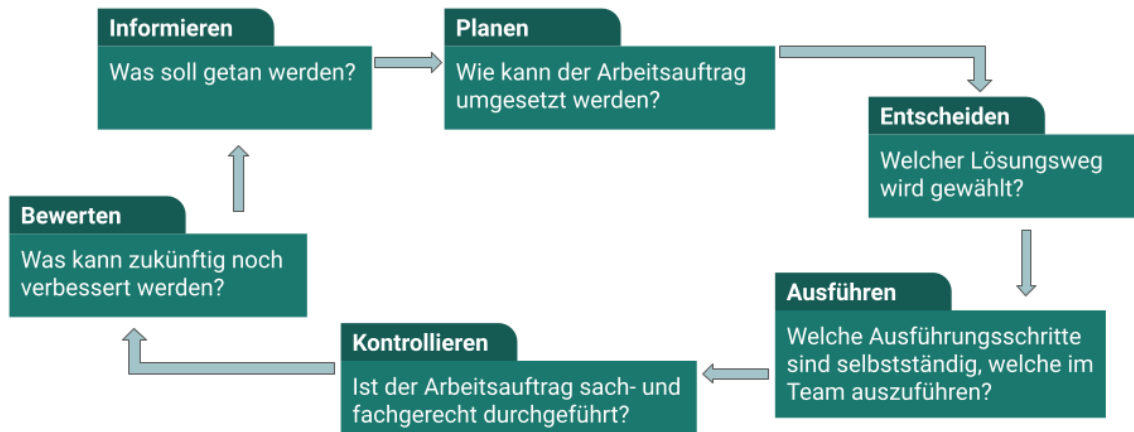 Informieren
Was soll getan werden?
Planen
Wie kann der Arbeitsauftrag
umgesetzt werden?
Entscheiden
Welcher Lösungsweg
wird gewählt?
Ausführen
Welche Ausführungsschritte
sind selbstständig, welche im
Team auszuführen?
Kontrollieren
Ist der Arbeitsauftrag sach- und
fachgerecht durchgeführt?
Bewerten
Was kann zukünftig noch
verbessert werden?